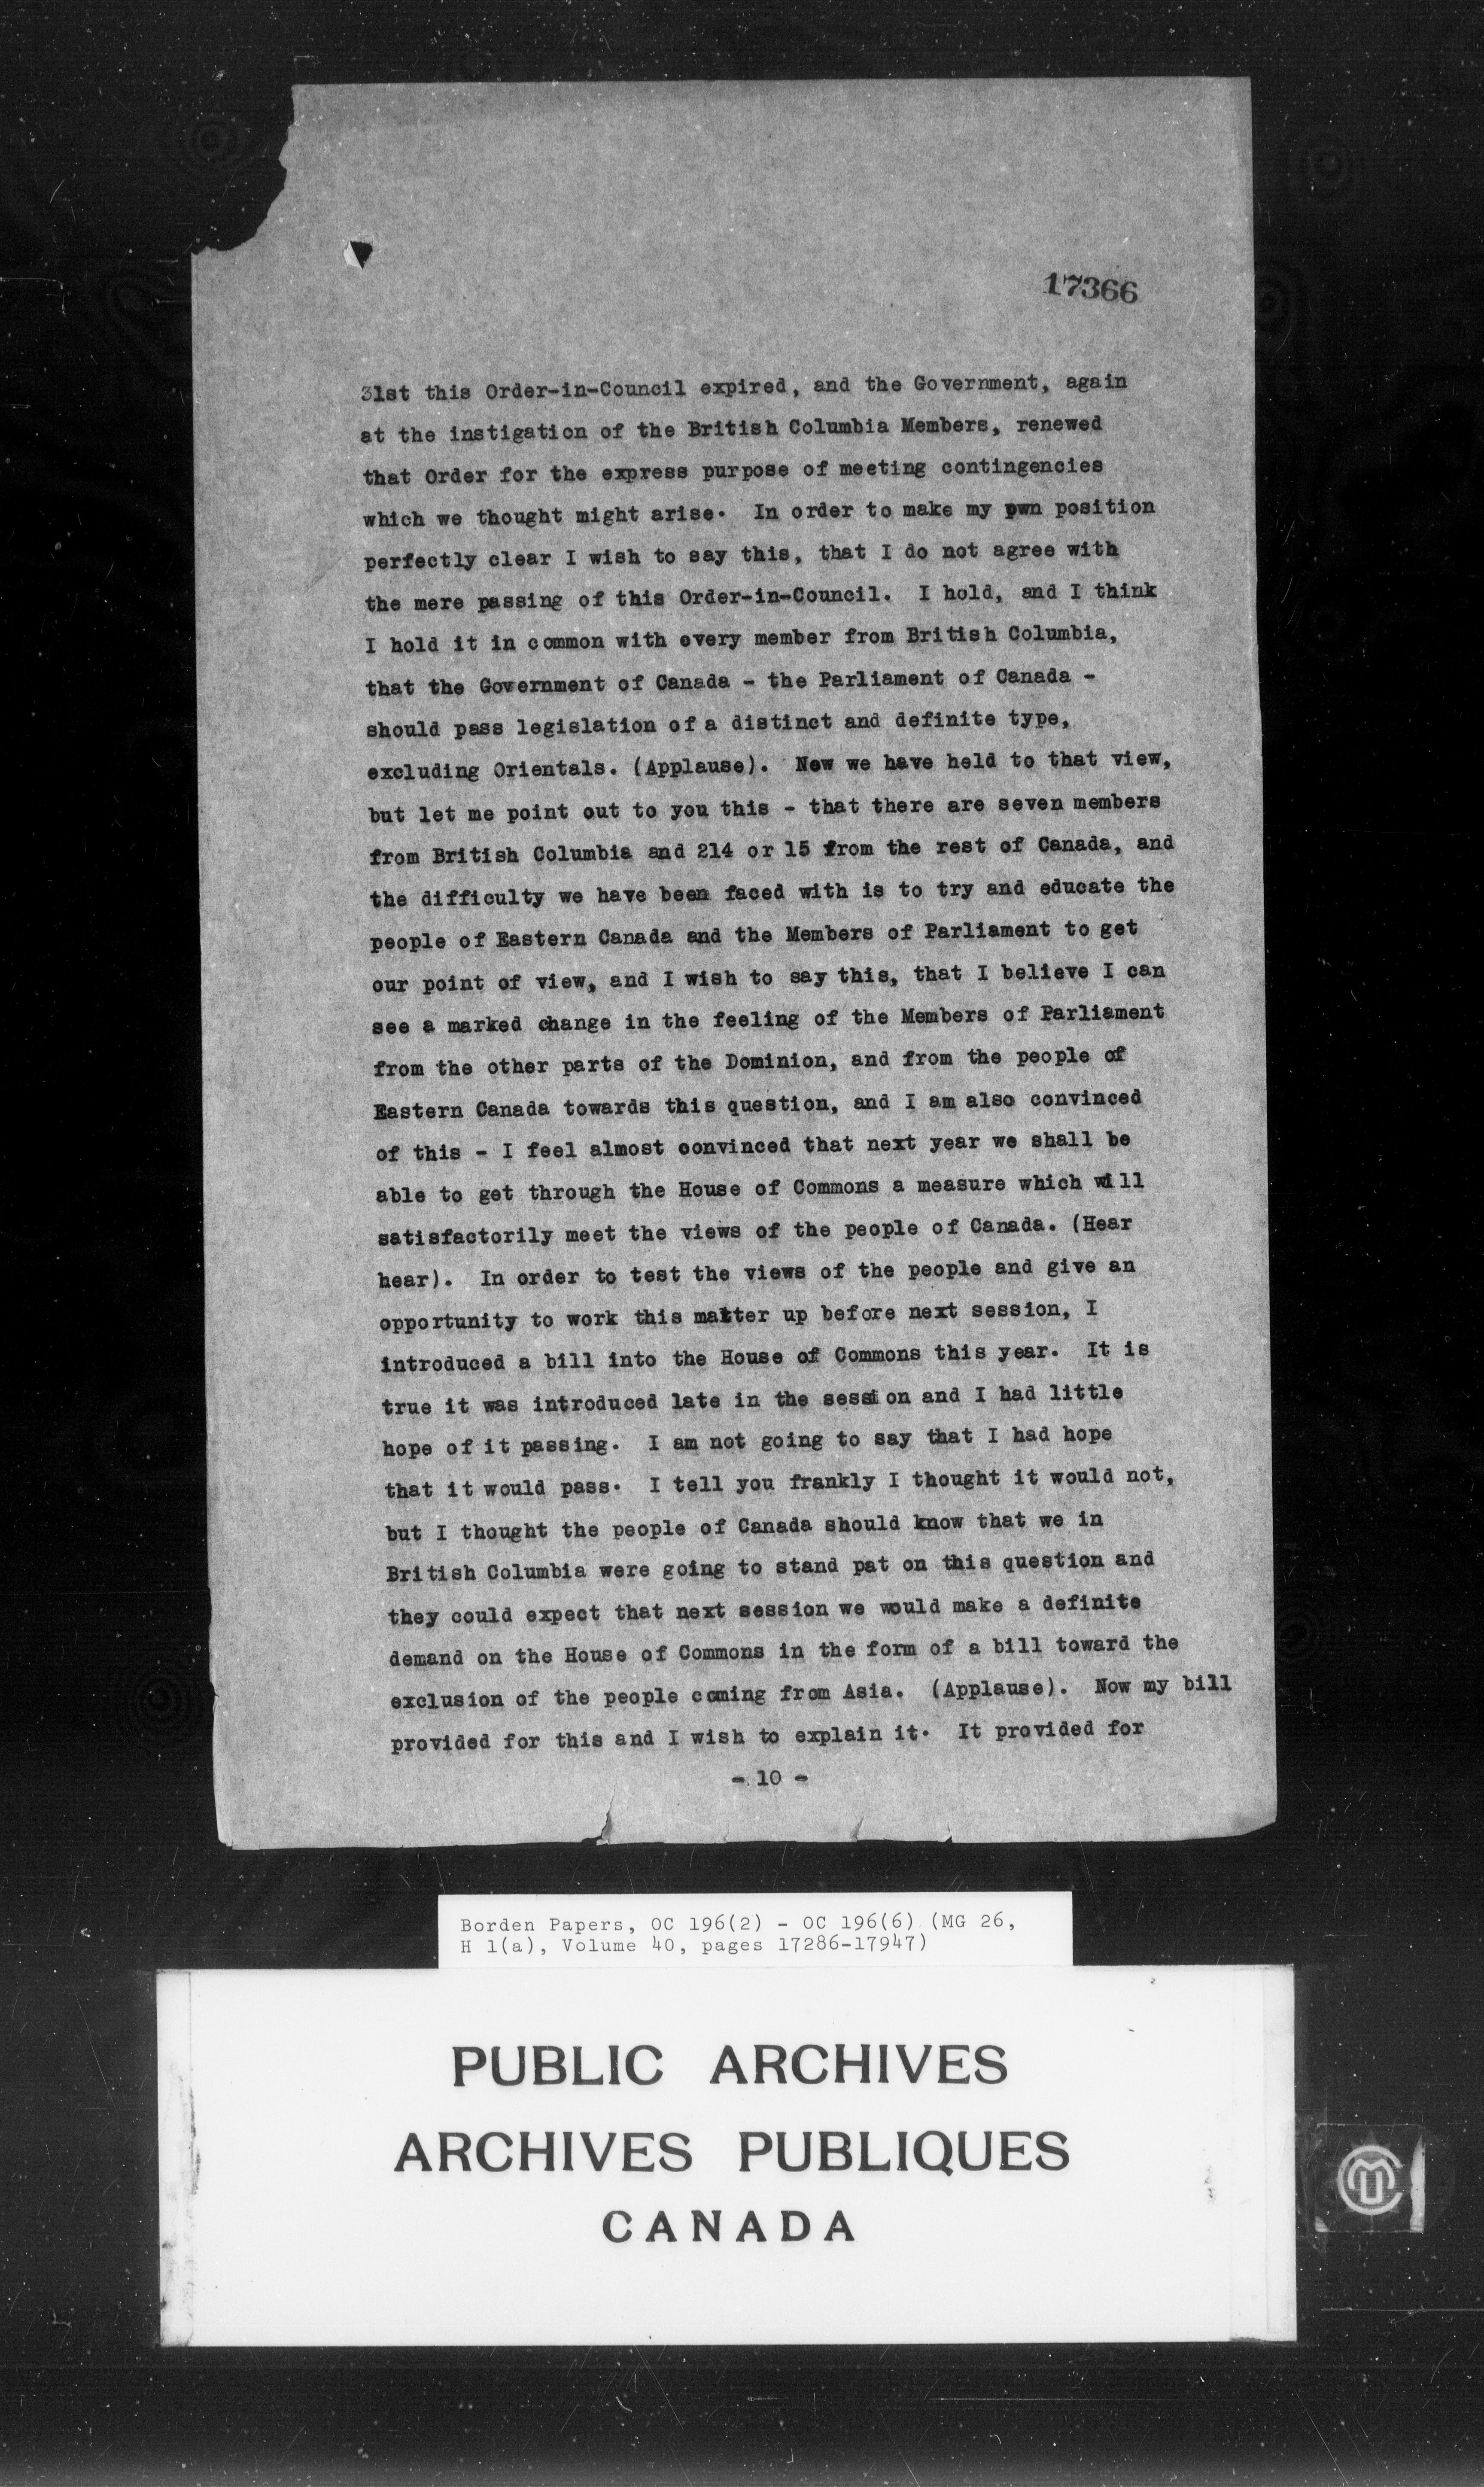 17366
31st this Order-in-Council expired, and the Government, again
at the instigation of the British Columbia Members, renewed
that Order for the express purpose of meeting contingencies
which we thought might arise. In order to make my pwn position
perfectly clear I wish to say this, that I do not agree with
the mere passing of this Order-in-Council. I hold, and I think
I hold it in common with every member from British Columbia,
that the Government of Canada - the Parliament of Canada -
should pass legislation of a distinct and definite type,
excluding Orientals. (Applause). New we have held to that view,
but let me point out to you this - that there are seven members
from British Columbia and 214 or 15 from the rest of Canada, and
the difficulty we have been faced with is to try and educate the
people of Eastern Canada and the Members of Parliament to get
our point of view, and I wish to say this, that I believe I can
see a marked change in the feeling of the Members of Parliament
from the other parts of the Dominion, and from the people of
Eastern Canada towards this question, and I am also convinced
of this - I feel almost convinced that next year we shall be
able to get through the House of Commons a measure which will
satisfactorily meet the views of the people of Canada. (Hear
hear). In order to test the views of the people and give an
opportunity to work this matter up before next session, I
introduced a bill into the House of Commons this year. It is
true it was introduced late in the session and I had little
hope of it passing. I am not going to say that I had hope
that it would pass. I tell you frankly I thought it would not,
but I thought the people of Canada should know that we in
British Columbia were going to stand pat on this question and
they could expect that next session we would make a definite
demand on the House of Commons in the form of a bill toward the
exclusion of the people coming from Asia. (Applause). Now my bill
provided for this and I wish to explain it. It provided for
- 10 -
Borden Papers, OC 196(2) - OC 196(6) (MG 26,
H 1(a), Volume 40, pages 17286-17947)
PUBLIC ARCHIVES
ARCHIVES PUBLIQUES
CANADA